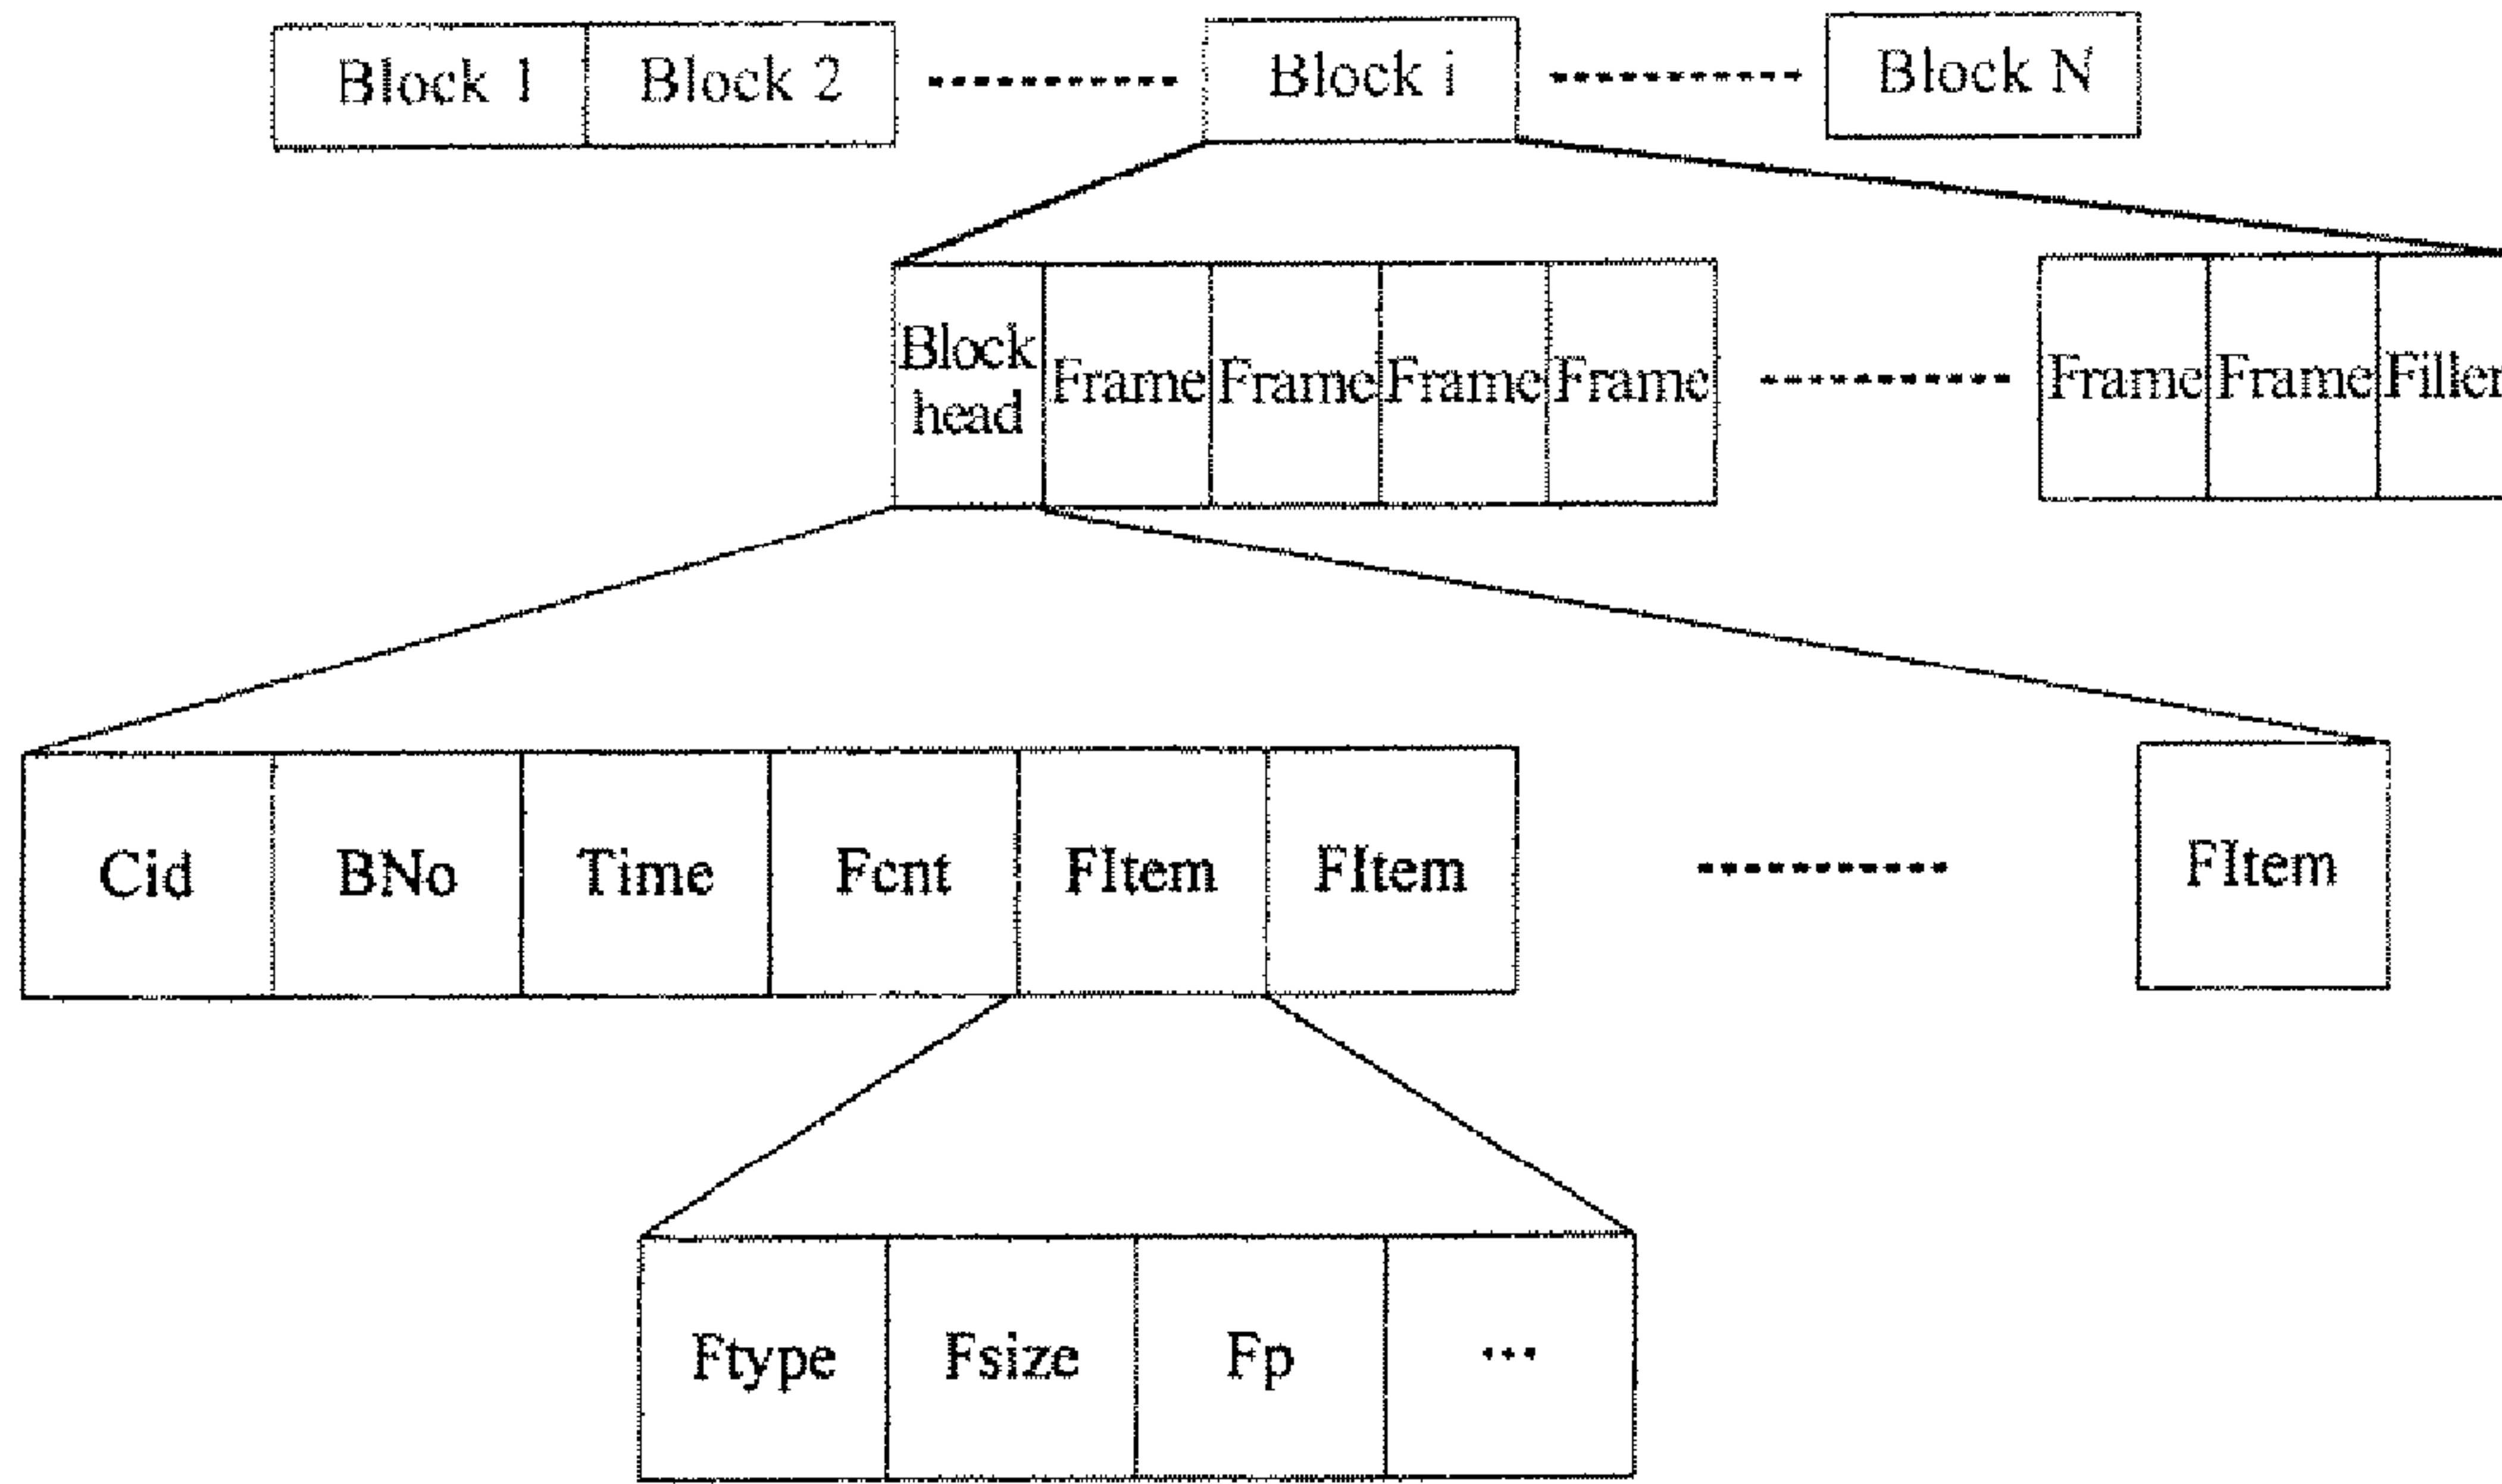 Block 1 Block 2 Block i Block N
Block head Frame Frame Frame Frame Frame Frame Filler
Cid BNo Time Fcnt FItem FItem FItem
Ftype Fsize Fp ...